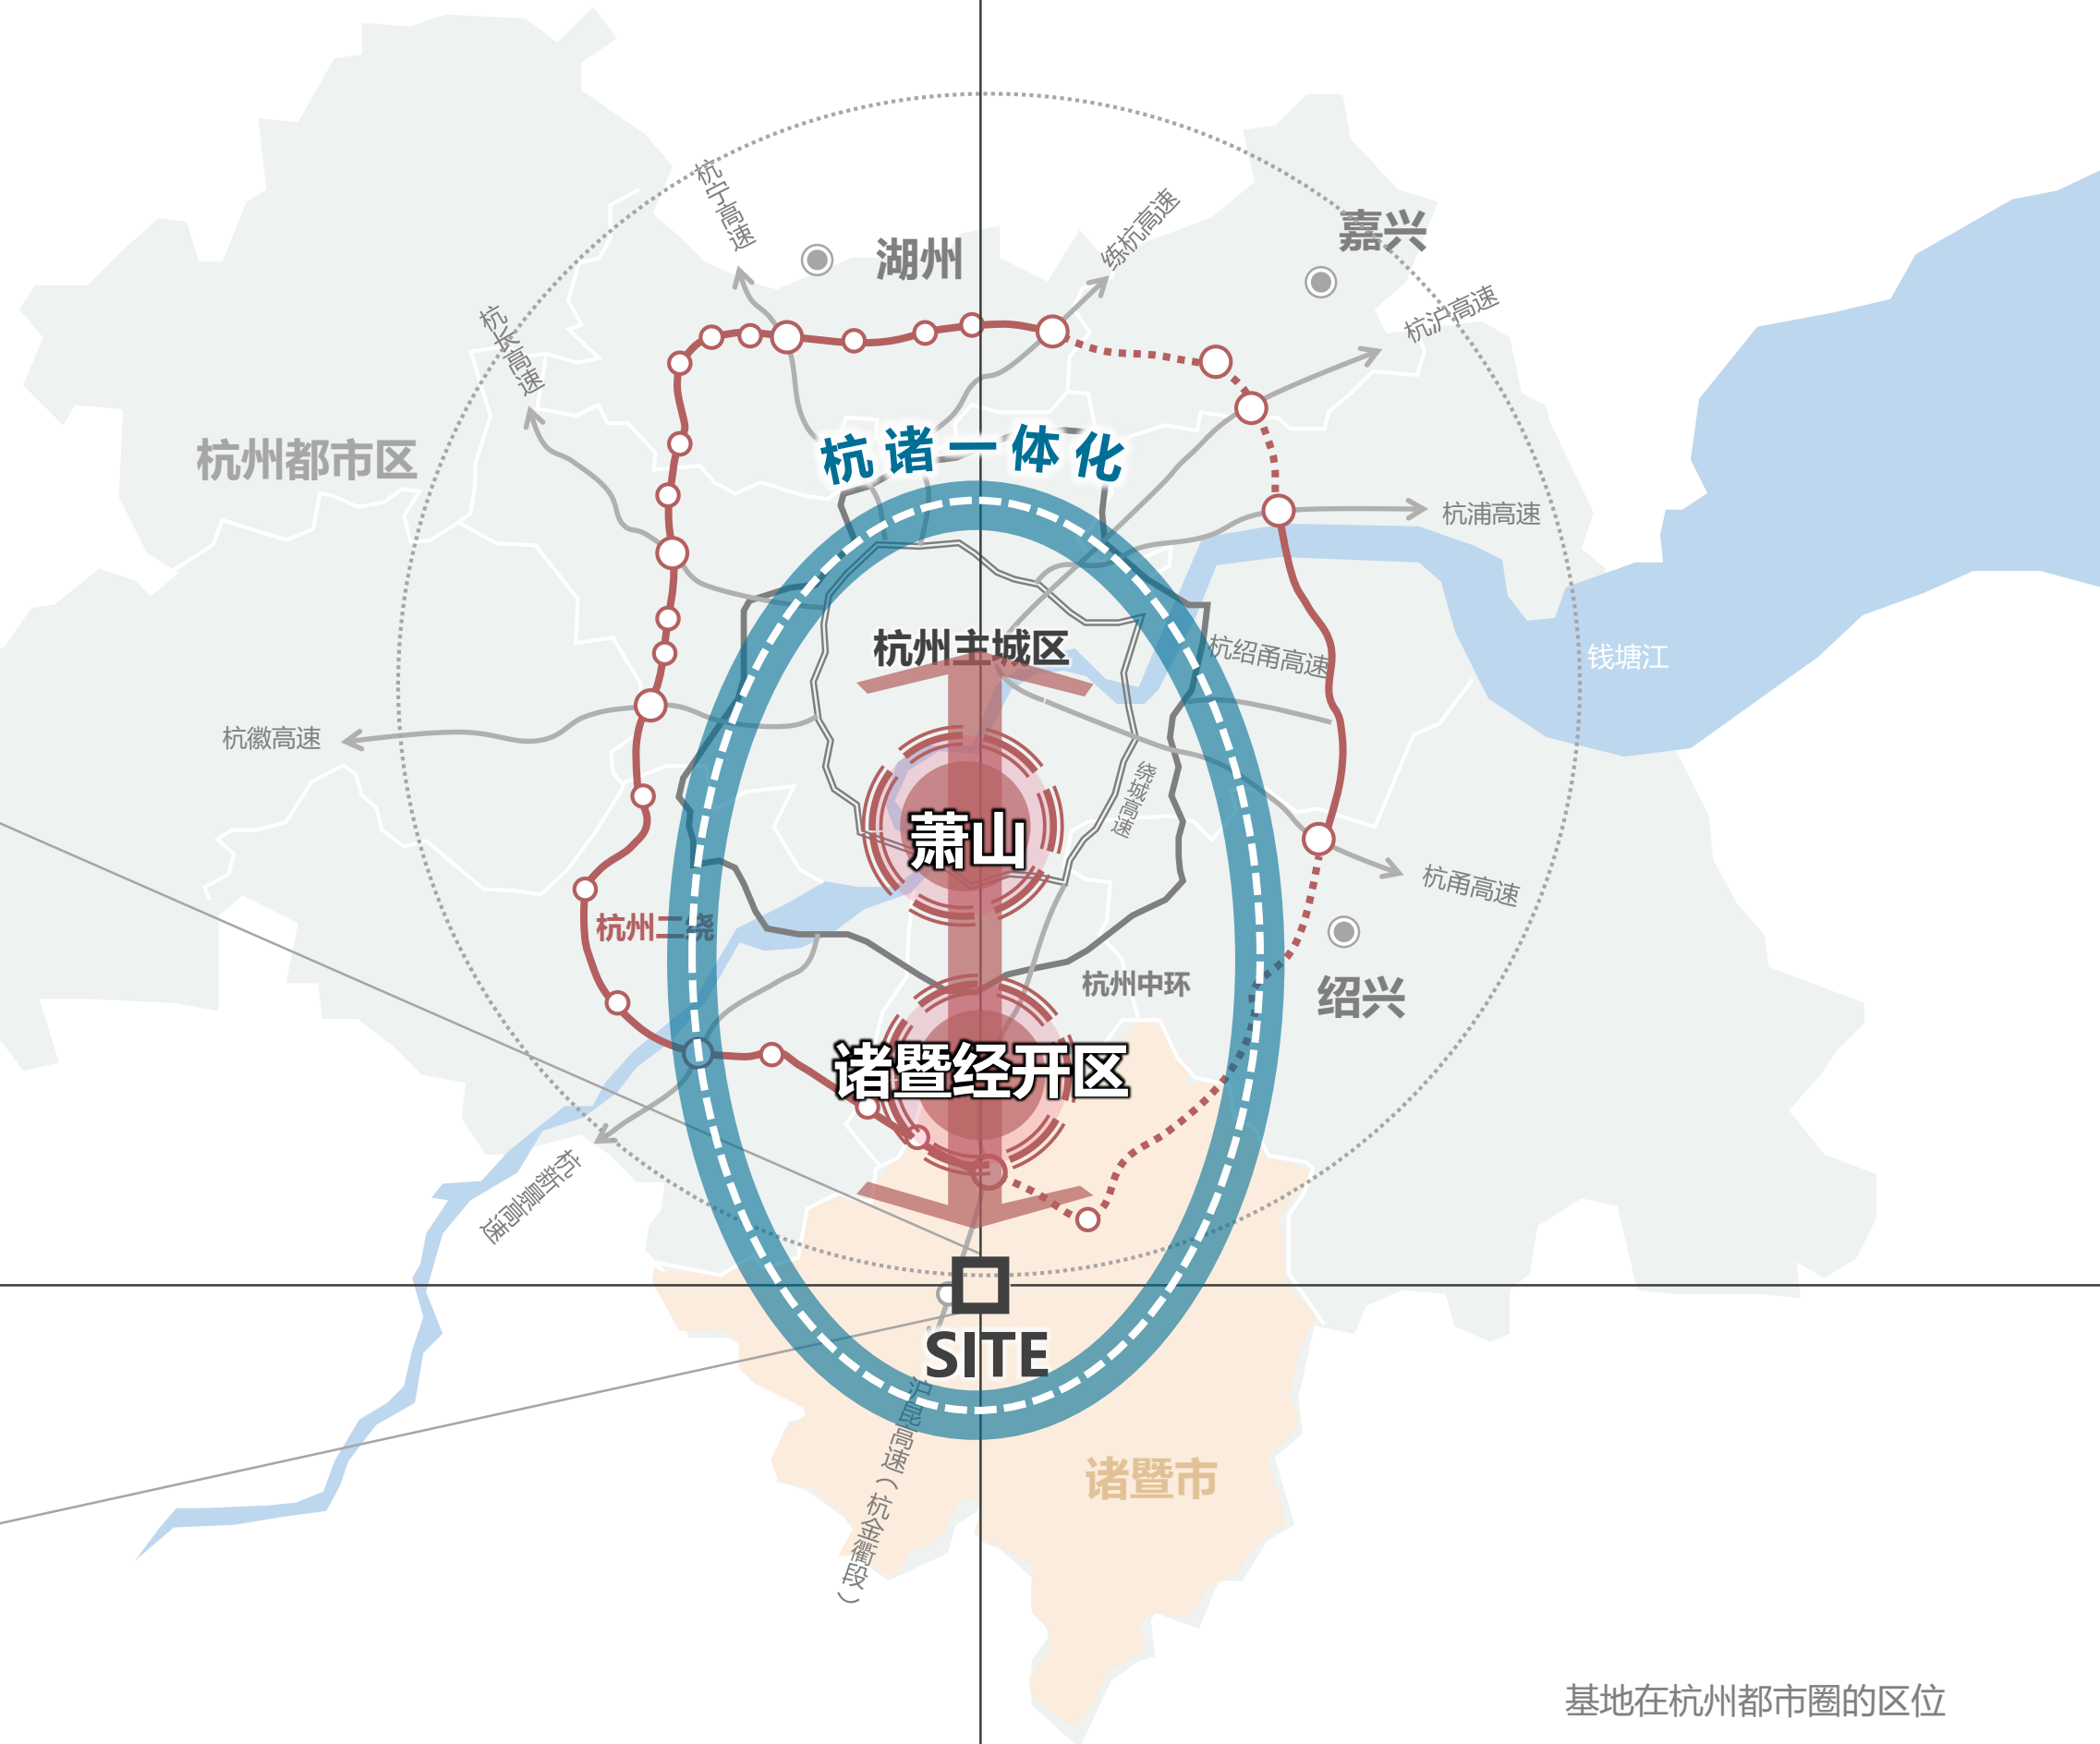 杭宁高速
练杭高速
湖州
嘉兴
杭沪高速
杭长高速
杭州都市区
杭诸一体化
杭浦高速
杭州主城区
杭绍甬高速
钱塘江
杭徽高速
绕城高速
萧山
杭甬高速
杭州二绕
杭州中环
绍兴
诸暨经开区
杭新景高速
SITE
沪昆高速（杭金衢段）
诸暨市
基地在杭州都市圈的区位